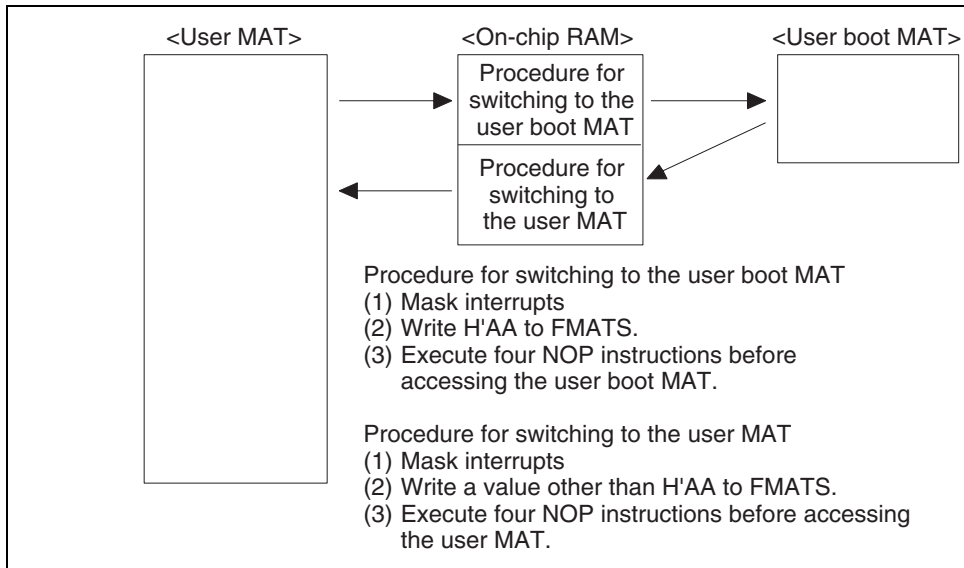 <User MAT>
<On-chip RAM>
<User boot MAT>
Procedure for
switching to the
user boot MAT
Procedure for
switching to
the user MAT
Procedure for switching to the user boot MAT
(1) Mask interrupts
(2) Write H'AA to FMATS.
(3) Execute four NOP instructions before
accessing the user boot MAT.
Procedure for switching to the user MAT
(1) Mask interrupts
(2) Write a value other than H'AA to FMATS.
(3) Execute four NOP instructions before accessing
the user MAT.